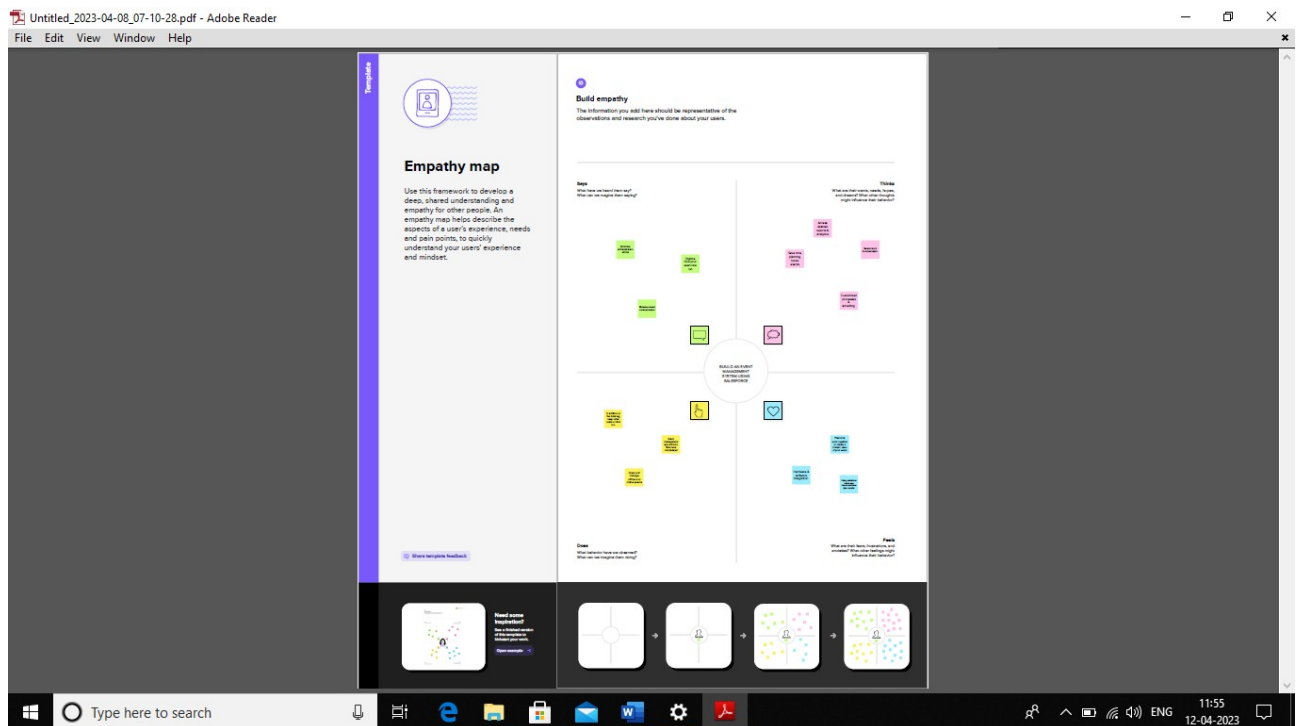 Untitled_2023-04-08_07-10-28.pdf - Adobe Reader
File Edit View Window Help
Template
Empathy map
Use this framework to develop a
deep, shared understanding and
empathy for other people. An
empathy map helps describe the
aspects of a user's experience, needs
and pain points, to quickly
understand your users' experience
and mindset.
Share template feedback
Build empathy
The information you add here should be representative of the
observations and research you've done about your users.
Says
What have we heard them say?
What can we imagine them saying?
Thinks
What are their wants, needs, hopes,
and dreams? What other thoughts
might influence their behavior?
BUILD AN EVENT
MANAGEMENT
SYSTEM USING
SALESFORCE
Does
What behavior have we observed?
What can we imagine them doing?
Feels
What are their fears, frustrations, and
anxieties? What other feelings might
influence their behavior?
Need some
inspiration?
See a finished version
of this template to
kickstart your work.
Open example
Type here to search
ENG
11:55
12-04-2023